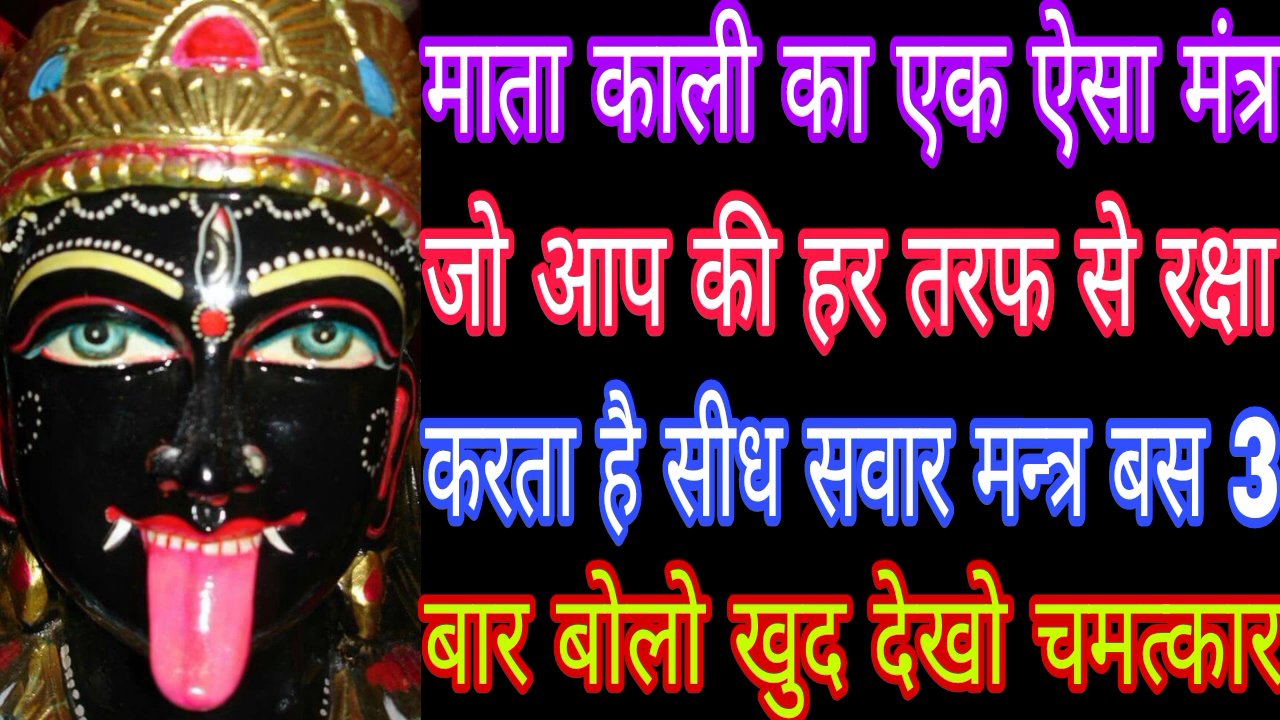 माता काली का एक ऐसा मंत्र
जो आप की हर तरफ से रक्षा
करता है सीध सवार मन्त्र बस 3
बार बोलो खुद देखो चमत्कार